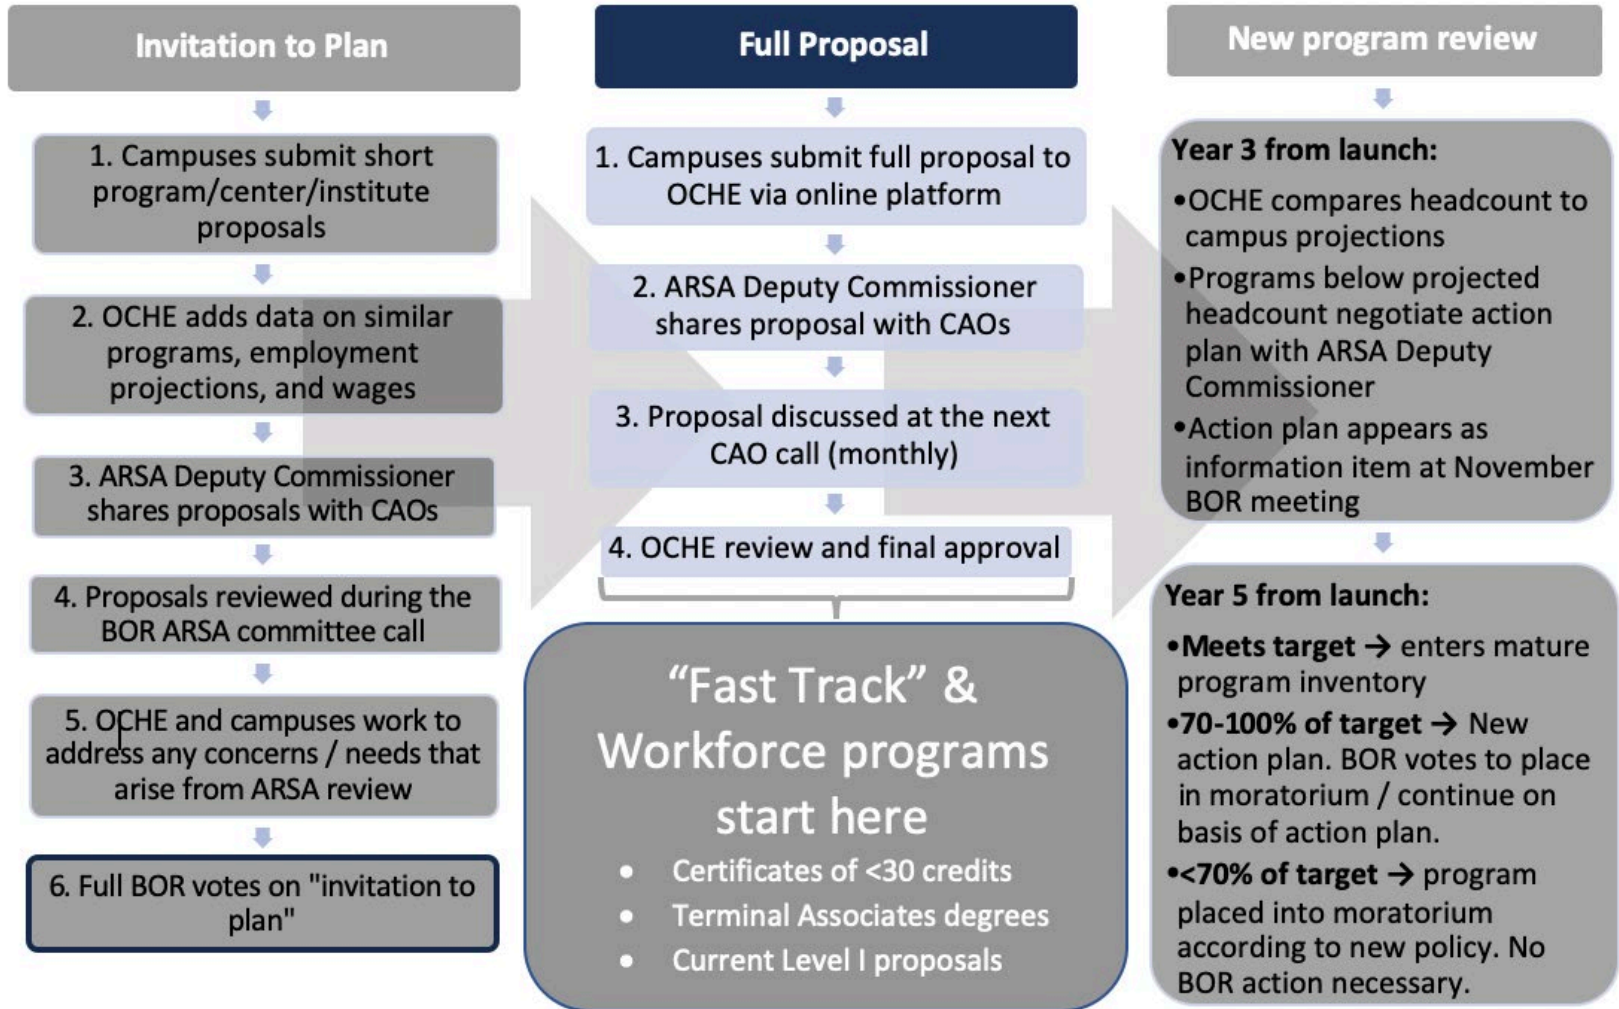 Invitation to Plan
1. Campuses submit short
program/center/institute
proposals
2. OCHE adds data on similar
programs, employment
projections, and wages
3. ARSA Deputy Commissioner
shares proposals with CAOs
4. Proposals reviewed during the
BOR ARSA committee call
5. OCHE and campuses work to
address any concerns / needs that
arise from ARSA review
6. Full BOR votes on "invitation to
plan"
Full Proposal
1. Campuses submit full proposal to
OCHE via online platform
2. ARSA Deputy Commissioner
shares proposal with CAOs
3. Proposal discussed at the next
CAO call (monthly)
4. OCHE review and final approval
“Fast Track” &
Workforce programs
start here
• Certificates of <30 credits
• Terminal Associates degrees
• Current Level I proposals
New program review
Year 3 from launch:
•OCHE compares headcount to
campus projections
•Programs below projected
headcount negotiate action
plan with ARSA Deputy
Commissioner
•Action plan appears as
information item at November
BOR meeting
Year 5 from launch:
•Meets target → enters mature
program inventory
•70-100% of target → New
action plan. BOR votes to place
in moratorium / continue on
basis of action plan.
•<70% of target → program
placed into moratorium
according to new policy. No
BOR action necessary.